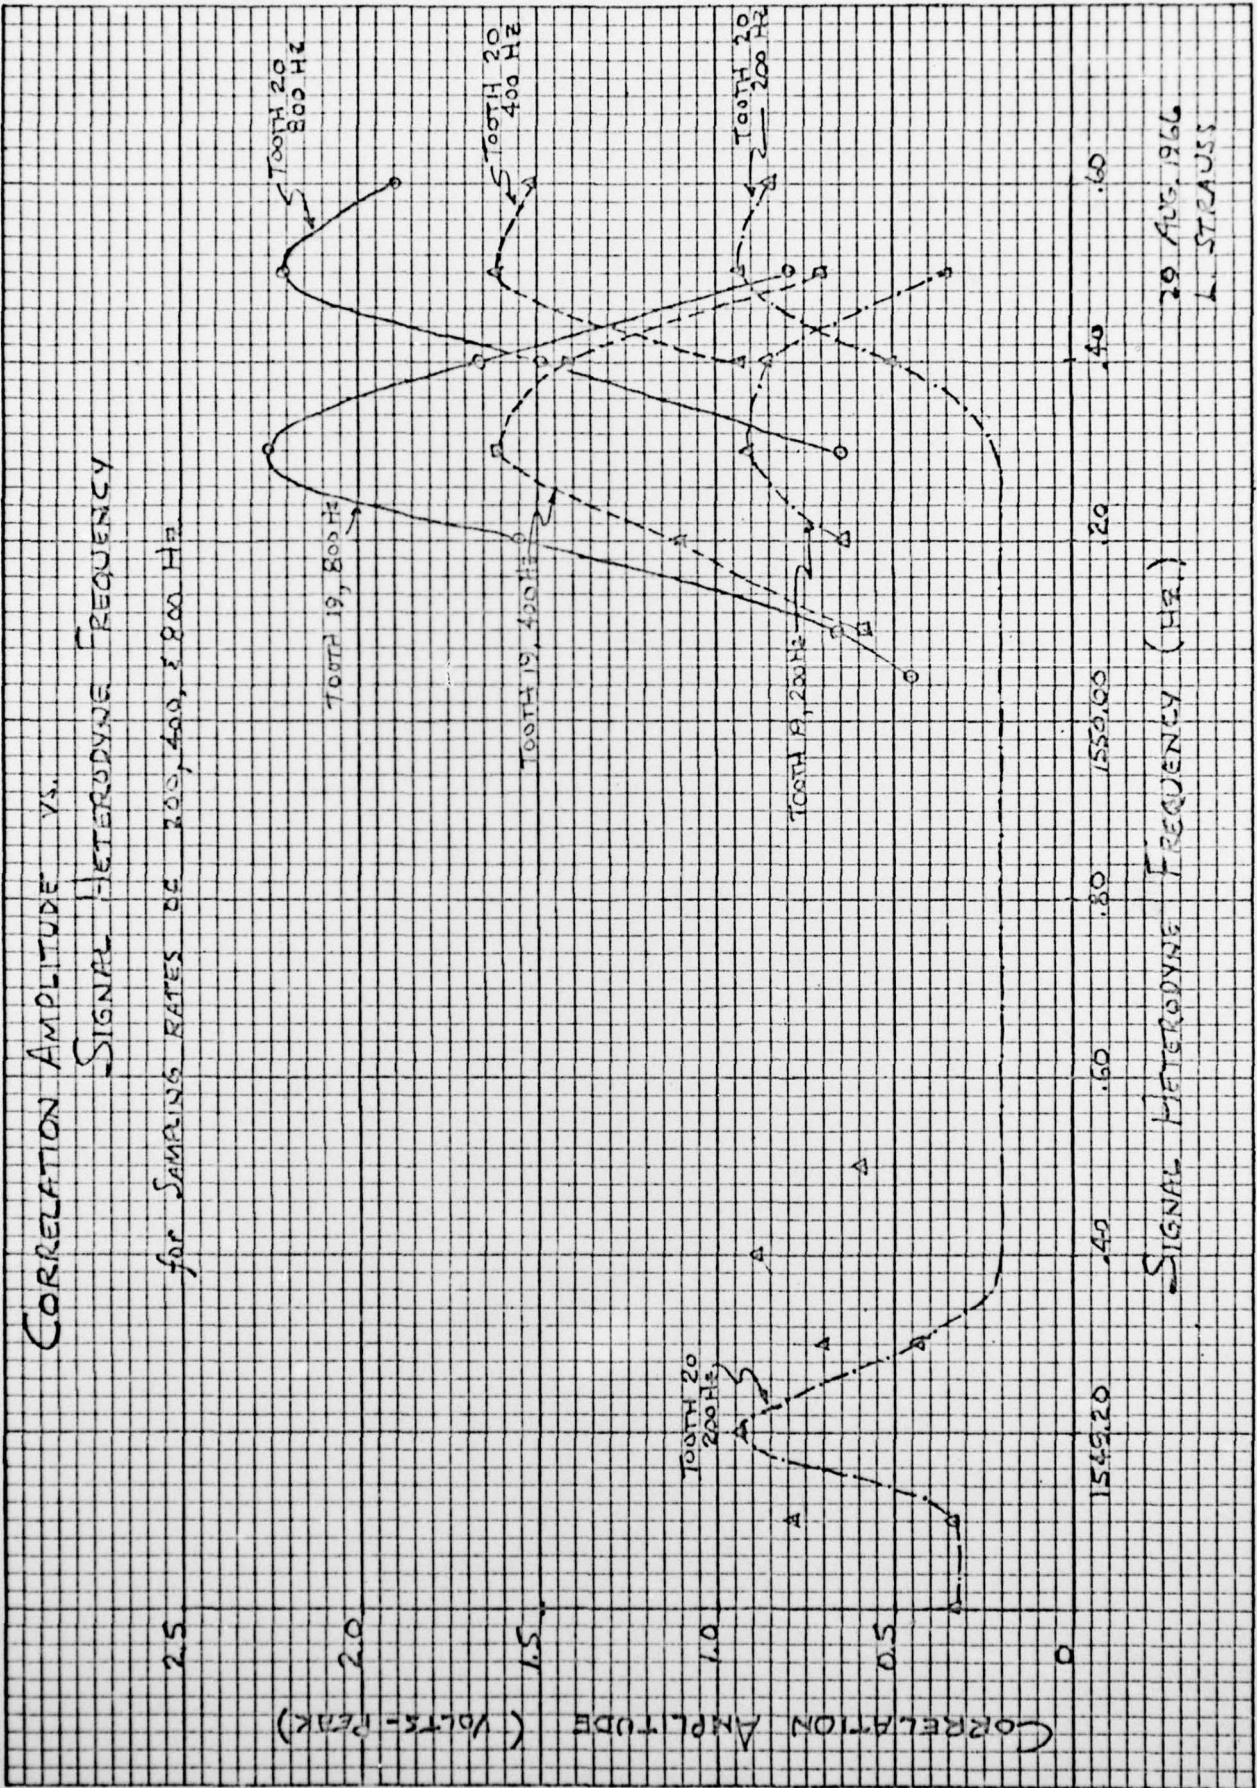 CORRELATION AMPLITUDE VS.
SIGNAL HETERODYNE FREQUENCY
for SAMPLING RATES OF 200, 400, & 800 Hz
TOOTH 20
800 Hz
TOOTH 20
400 Hz
TOOTH 20
200 Hz
TOOTH 19, 800 Hz
TOOTH 19, 400 Hz
TOOTH 19, 200 Hz
TOOTH 20
200 Hz
2.5
2.0
1.5
1.0
0.5
0
CORRELATION AMPLITUDE (VOLTS-PEAK)
1549.20
.40
.60
.80
1550.00
.20
.40
.60
SIGNAL HETERODYNE FREQUENCY (Hz.)
29 AUG. 1966
L. STRAUSS